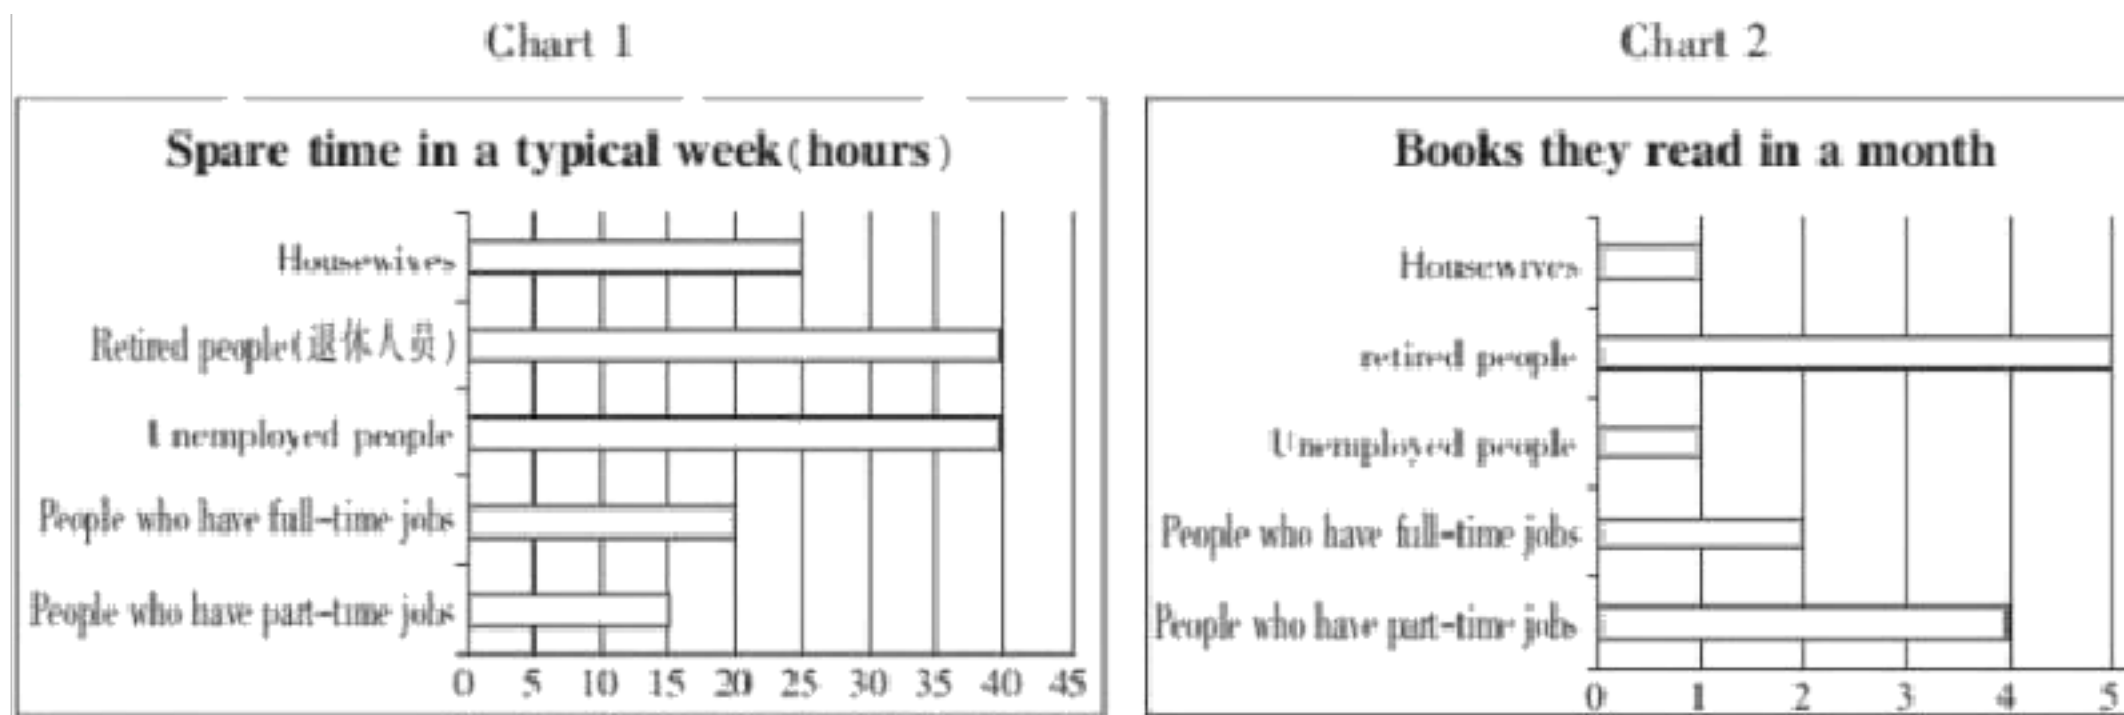 Chart 1
Spare time in a typical week(hours)
Housewives
Retired people(退休人员)
Unemployed people
People who have full-time jobs
People who have part-time jobs
0 5 10 15 20 25 30 35 40 45
Chart 2
Books they read in a month
Housewives
retired people
Unemployed people
People who have full-time jobs
People who have part-time jobs
0 1 2 3 4 5